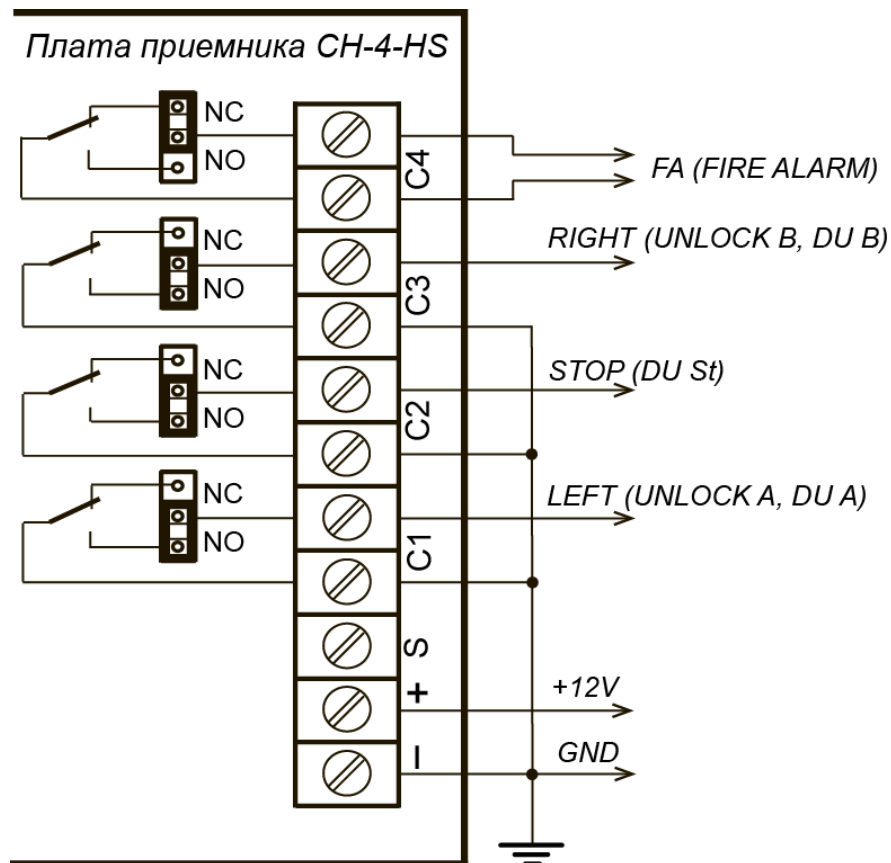 Плата приемника CH-4-HS
NC
NO
C4
FA (FIRE ALARM)
RIGHT (UNLOCK B, DU B)
NC
NO
C3
STOP (DU St)
NC
NO
C2
LEFT (UNLOCK A, DU A)
NC
NO
C1
S
+
+12V
–
GND